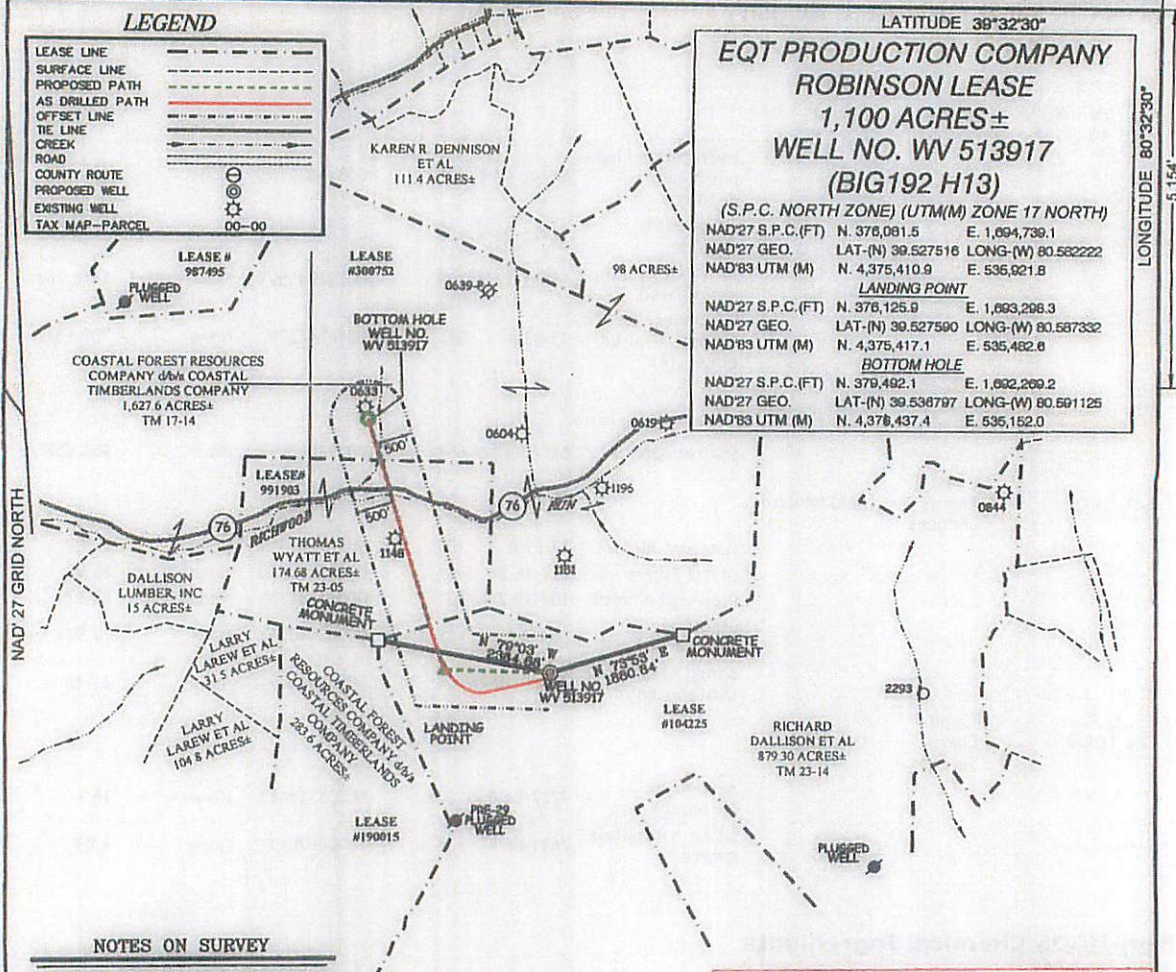 LEGEND
LEASE LINE
SURFACE LINE
PROPOSED PATH
AS DRILLED PATH
OFFSET LINE
TIE LINE
CREEK
ROAD
COUNTY ROUTE
PROPOSED WELL
EXISTING WELL
TAX MAP-PARCEL 00-00
LATITUDE 39°32'30"
LONGITUDE 80°32'30"
5,154'
EQT PRODUCTION COMPANY
ROBINSON LEASE
1,100 ACRES±
WELL NO. WV 513917
(BIG192 H13)
(S.P.C. NORTH ZONE) (UTM(M) ZONE 17 NORTH)
NAD'27 S.P.C.(FT) N. 376,081.5 E. 1,694,739.1
NAD'27 GEO. LAT-(N) 39.527516 LONG-(W) 80.582222
NAD'83 UTM (M) N. 4,375,410.9 E. 535,921.8
LANDING POINT
NAD'27 S.P.C.(FT) N. 376,125.9 E. 1,693,298.3
NAD'27 GEO. LAT-(N) 39.527590 LONG-(W) 80.587332
NAD'83 UTM (M) N. 4,375,417.1 E. 535,482.6
BOTTOM HOLE
NAD'27 S.P.C.(FT) N. 379,492.1 E. 1,692,269.2
NAD'27 GEO. LAT-(N) 39.536797 LONG-(W) 80.591125
NAD'83 UTM (M) N. 4,376,437.4 E. 535,152.0
KAREN R. DENNISON
ET AL
111.4 ACRES±
LEASE #
987495
LEASE
#300752
98 ACRES±
0639-P
PLUGGED
WELL
BOTTOM HOLE
WELL NO.
WV 513917
COASTAL FOREST RESOURCES
COMPANY d/b/a COASTAL
TIMBERLANDS COMPANY
1,627.6 ACRES±
TM 17-14
0633
500'
0604
0619
LEASE#
991903
1196
0844
76
RICHWOOD
500'
76
RUN
1148
1181
THOMAS
WYATT ET AL
174.68 ACRES±
TM 23-05
DALLISON
LUMBER, INC
15 ACRES±
CONCRETE
MONUMENT
CONCRETE
MONUMENT
LARRY
LAREW ET AL
31.5 ACRES±
N 79°03' W
2384.68'
N 73°53' E
1860.84'
WELL NO.
WV 513917
2293
LARRY
LAREW ET AL
104.8 ACRES±
COASTAL FOREST
RESOURCES COMPANY d/b/a
COASTAL TIMBERLANDS
COMPANY
283.6 ACRES±
LANDING
POINT
LEASE
#104225
RICHARD
DALLISON ET AL
879.30 ACRES±
TM 23-14
LEASE
#190015
PRE-29
PLUGGED
WELL
PLUGGED
WELL
NAD'27 GRID NORTH
NOTES ON SURVEY